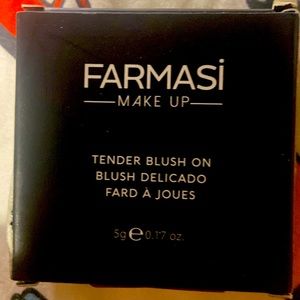 FARMASi
MAKE UP
TENDER BLUSH ON
BLUSH DELICADO
FARD À JOUES
5g ℮ 0.17 oz.